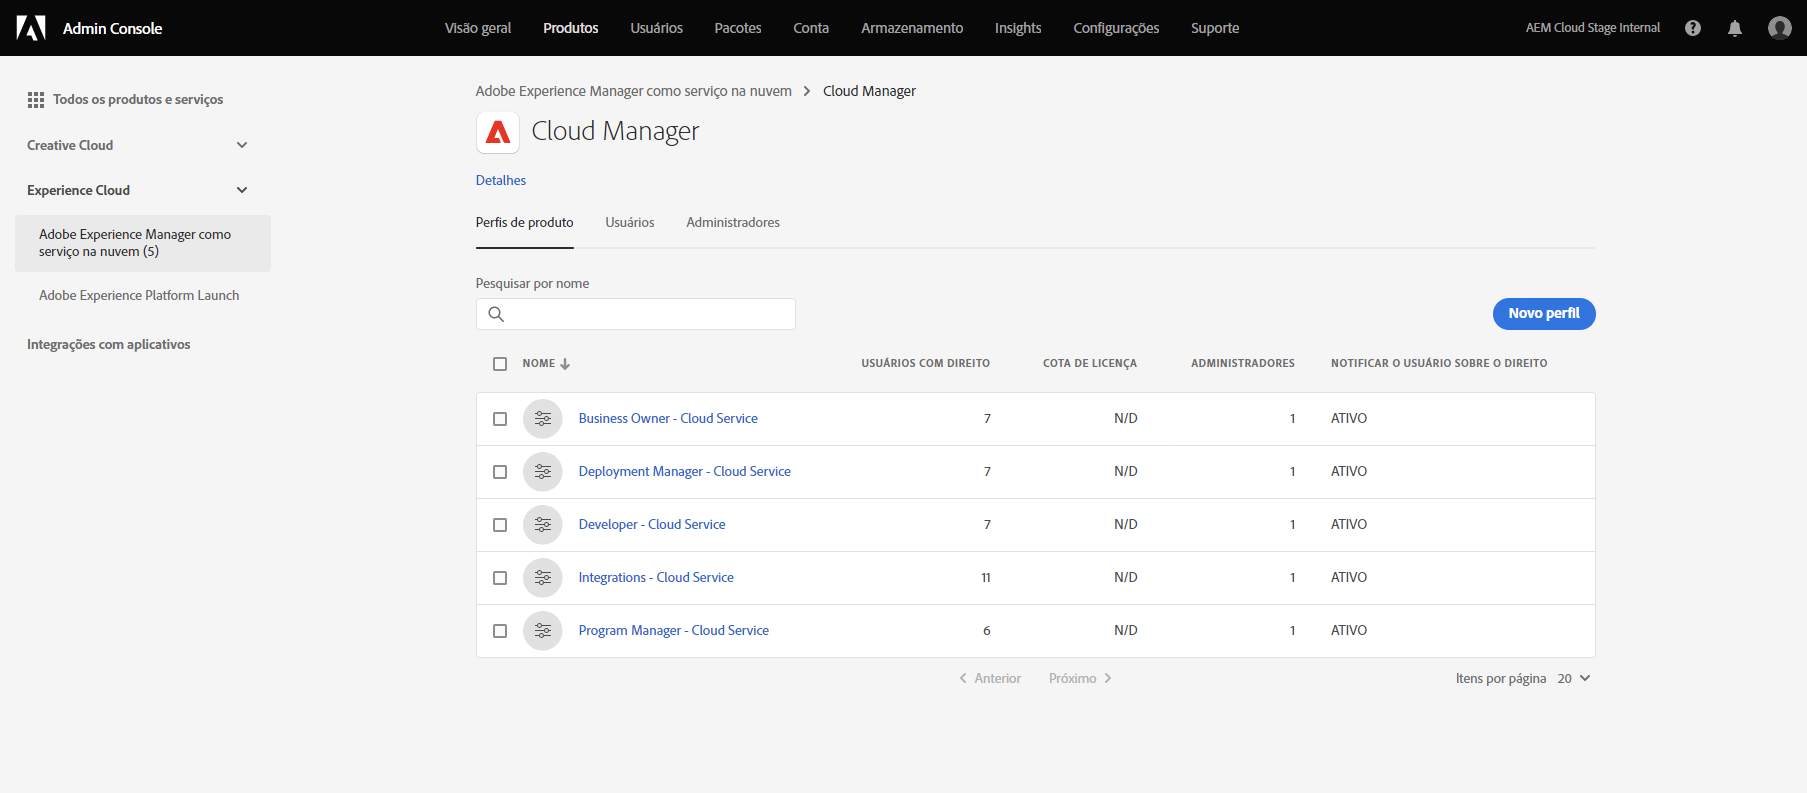 Admin Console
Visão geral Produtos Usuários Pacotes Conta Armazenamento Insights Configurações Suporte
AEM Cloud Stage Internal
Todos os produtos e serviços
Creative Cloud
Experience Cloud
Adobe Experience Manager como
serviço na nuvem (5)
Adobe Experience Platform Launch
Integrações com aplicativos
Adobe Experience Manager como serviço na nuvem > Cloud Manager
Cloud Manager
Detalhes
Perfis de produto Usuários Administradores
Pesquisar por nome
Novo perfil
NOME USUÁRIOS COM DIREITO COTA DE LICENÇA ADMINISTRADORES NOTIFICAR O USUÁRIO SOBRE O DIREITO
Business Owner - Cloud Service 7 N/D 1 ATIVO
Deployment Manager - Cloud Service 7 N/D 1 ATIVO
Developer - Cloud Service 7 N/D 1 ATIVO
Integrations - Cloud Service 11 N/D 1 ATIVO
Program Manager - Cloud Service 6 N/D 1 ATIVO
Anterior Próximo
Itens por página 20